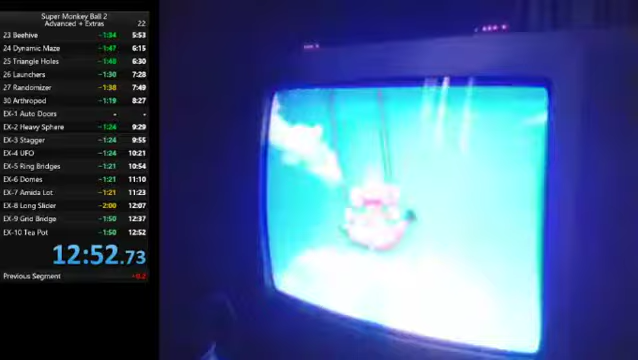 Super Monkey Ball 2
Advanced + Extras 22
23 Beehive -1:34 5:53
24 Dynamic Maze -1:47 6:15
25 Triangle Holes -1:48 6:30
26 Launchers -1:30 7:28
27 Randomizer -1:38 7:49
30 Arthropod -1:19 8:27
EX-1 Auto Doors - -
EX-2 Heavy Sphere -1:24 9:29
EX-3 Stagger -1:24 9:55
EX-4 UFO -1:24 10:21
EX-5 Ring Bridges -1:21 10:54
EX-6 Domes -1:21 11:10
EX-7 Amida Lot -1:21 11:23
EX-8 Long Slider -2:00 12:07
EX-9 Grid Bridge -1:50 12:37
EX-10 Tea Pot -1:50 12:52
12:52.73
Previous Segment -0.2